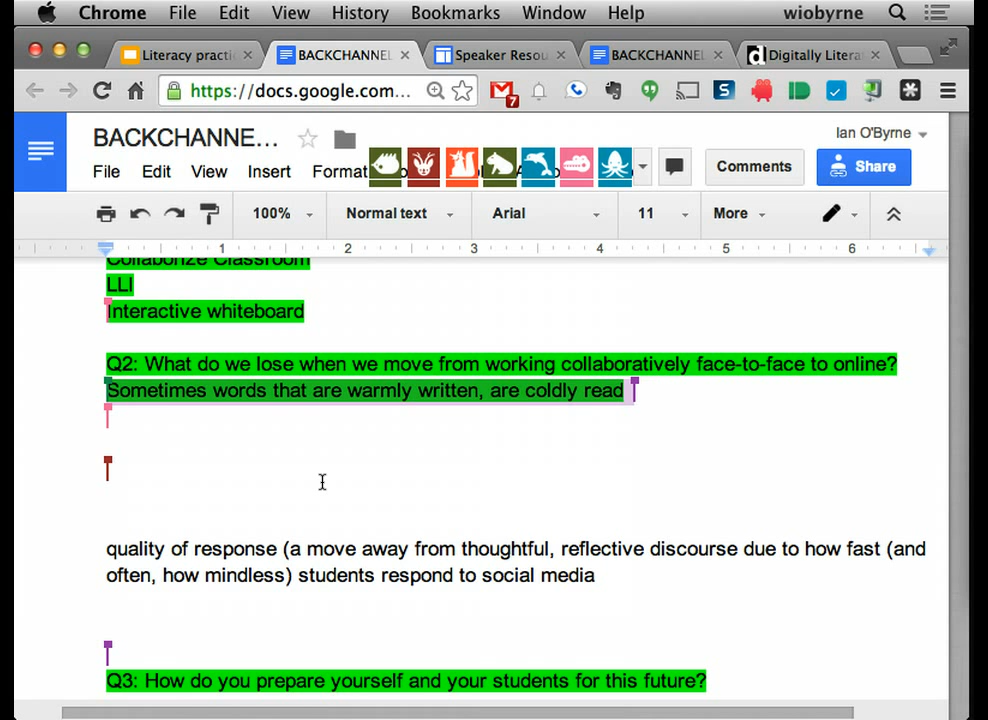 Chrome File Edit View History Bookmarks Window Help wiobyrne
Literacy practi BACKCHANNEL Speaker Resou BACKCHANNEL Digitally Litera
https://docs.google.com...
7
BACKCHANNE...
Ian O'Byrne
File Edit View Insert Format
Comments Share
100% Normal text Arial 11 More
1 2 3 4 5 6
Collaborize Classroom
LLI
Interactive whiteboard
Q2: What do we lose when we move from working collaboratively face-to-face to online?
Sometimes words that are warmly written, are coldly read
quality of response (a move away from thoughtful, reflective discourse due to how fast (and
often, how mindless) students respond to social media
Q3: How do you prepare yourself and your students for this future?